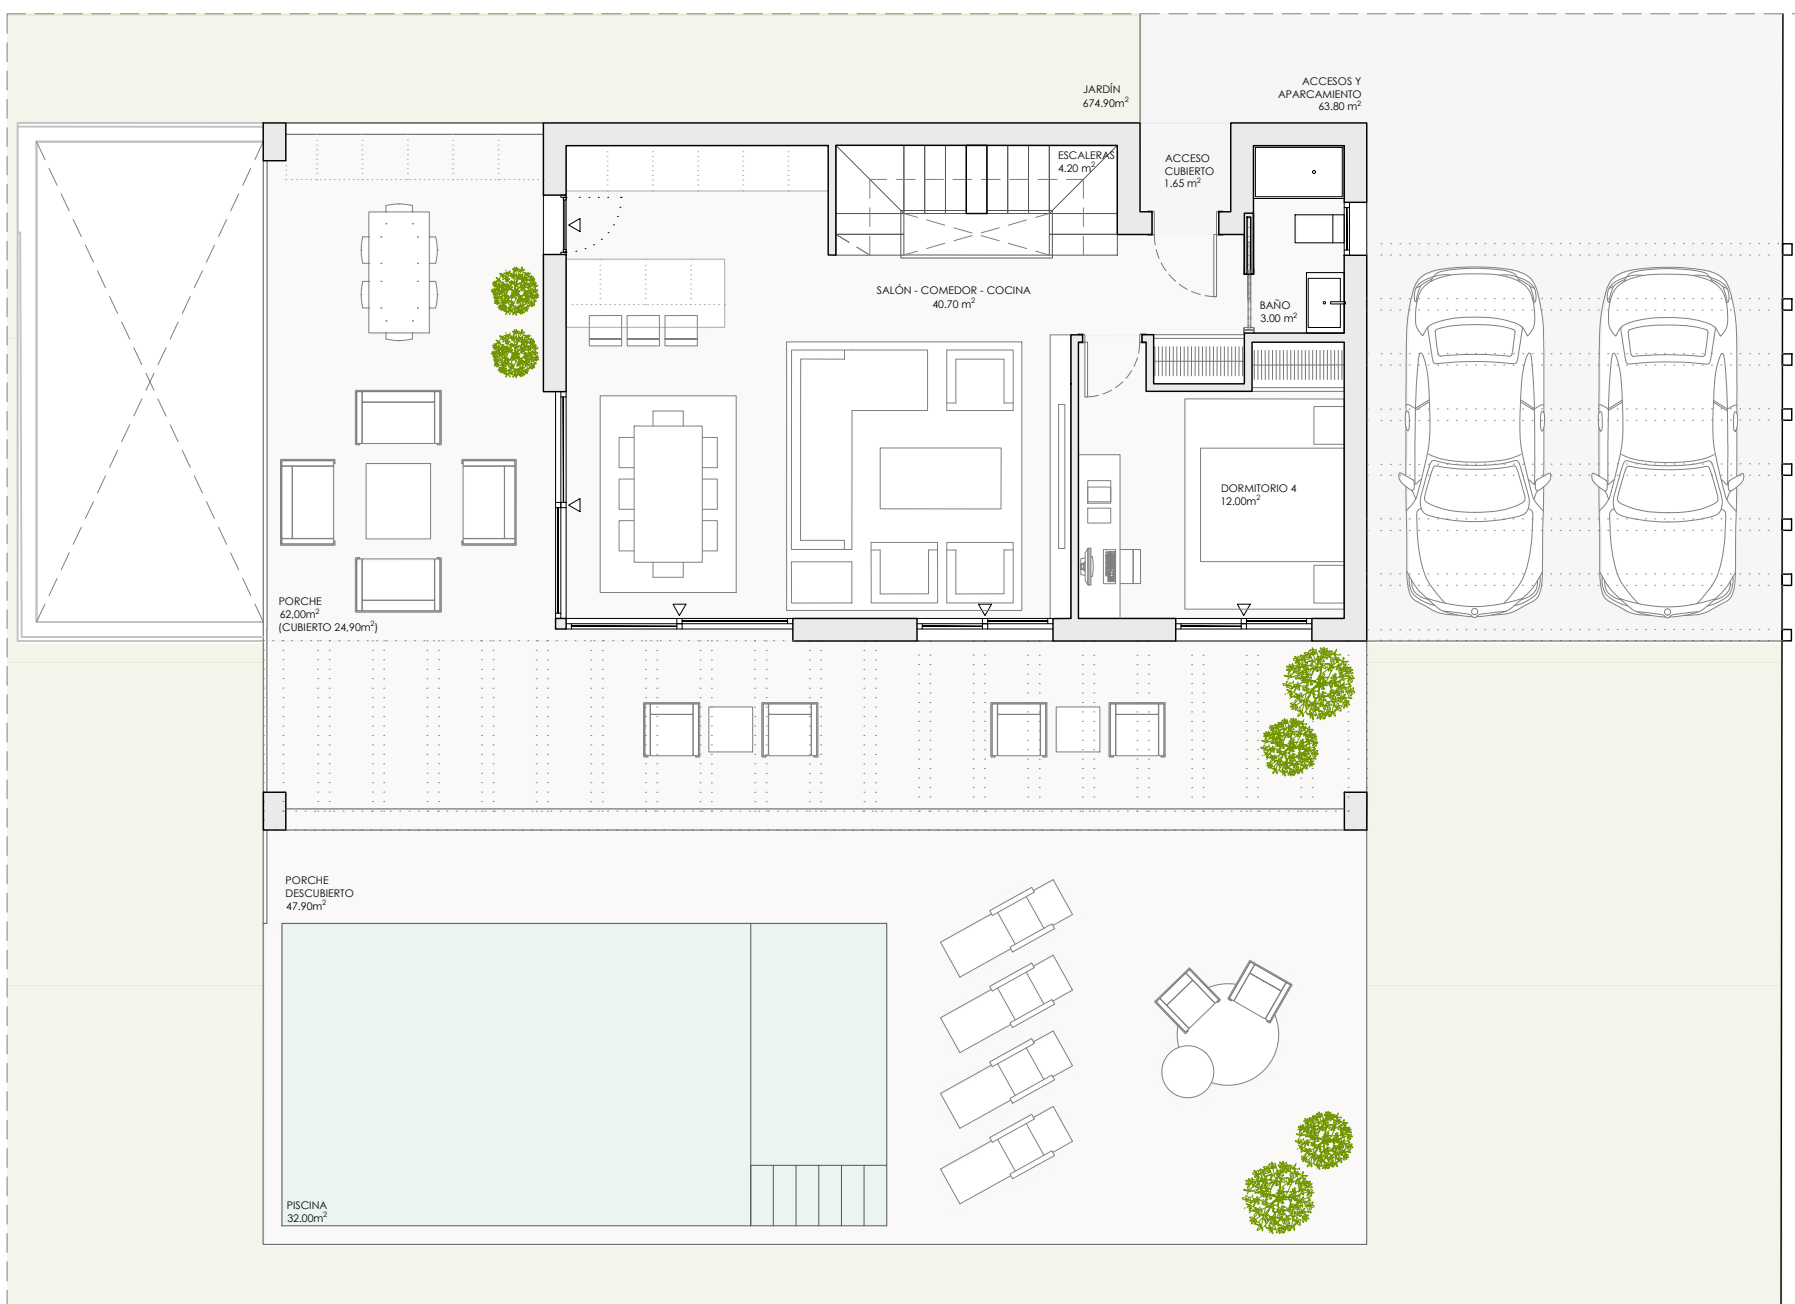 JARDÍN
674.90m²
ACCESOS Y
APARCAMIENTO
63.80 m²
ESCALERAS
4.20 m²
ACCESO
CUBIERTO
1.65 m²
SALÓN - COMEDOR - COCINA
40.70 m²
BAÑO
3.00 m²
DORMITORIO 4
12.00m²
PORCHE
62,00m²
(CUBIERTO 24,90m²)
PORCHE
DESCUBIERTO
47.90m²
PISCINA
32.00m²